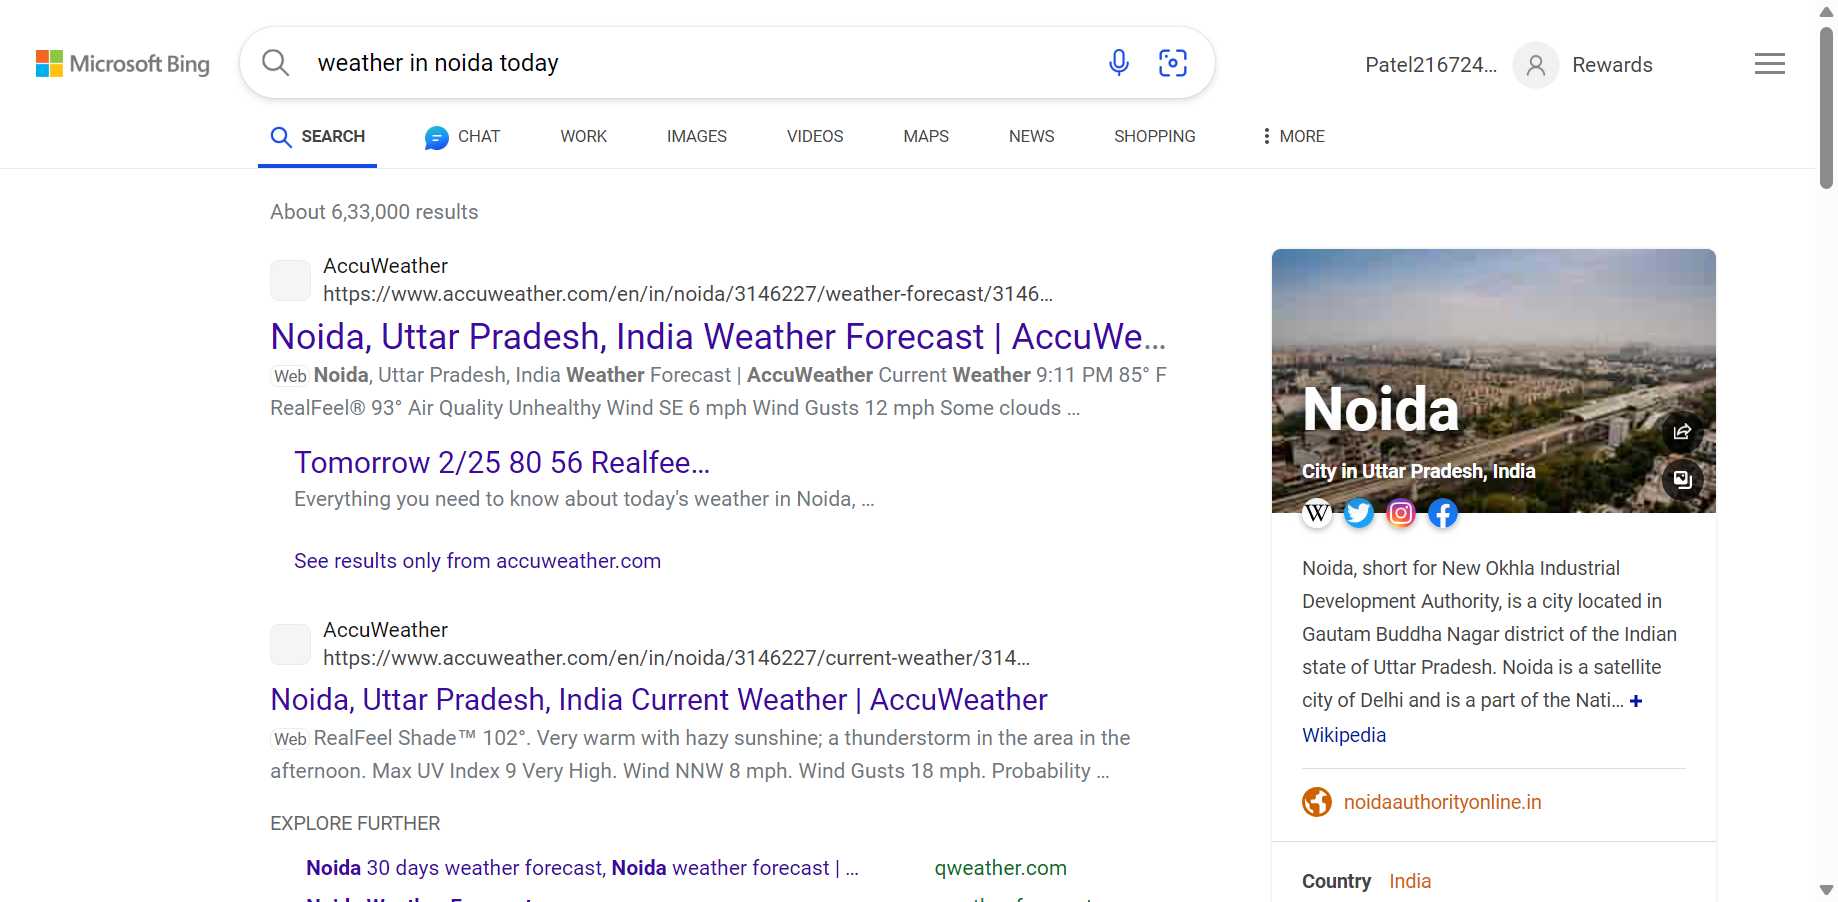 Microsoft Bing
weather in noida today
Patel216724...
Rewards
SEARCH
CHAT
WORK
IMAGES
VIDEOS
MAPS
NEWS
SHOPPING
MORE
About 6,33,000 results
AccuWeather
https://www.accuweather.com/en/in/noida/3146227/weather-forecast/3146...
Noida, Uttar Pradesh, India Weather Forecast | AccuWe...
Web Noida, Uttar Pradesh, India Weather Forecast | AccuWeather Current Weather 9:11 PM 85° F
RealFeel® 93° Air Quality Unhealthy Wind SE 6 mph Wind Gusts 12 mph Some clouds ...
Tomorrow 2/25 80 56 Realfee...
Everything you need to know about today's weather in Noida, ...
See results only from accuweather.com
AccuWeather
https://www.accuweather.com/en/in/noida/3146227/current-weather/314...
Noida, Uttar Pradesh, India Current Weather | AccuWeather
Web RealFeel Shade™ 102°. Very warm with hazy sunshine; a thunderstorm in the area in the
afternoon. Max UV Index 9 Very High. Wind NNW 8 mph. Wind Gusts 18 mph. Probability ...
EXPLORE FURTHER
Noida 30 days weather forecast, Noida weather forecast | ...
qweather.com
Noida
City in Uttar Pradesh, India
W
Noida, short for New Okhla Industrial
Development Authority, is a city located in
Gautam Buddha Nagar district of the Indian
state of Uttar Pradesh. Noida is a satellite
city of Delhi and is a part of the Nati... +
Wikipedia
noidaauthorityonline.in
Country India